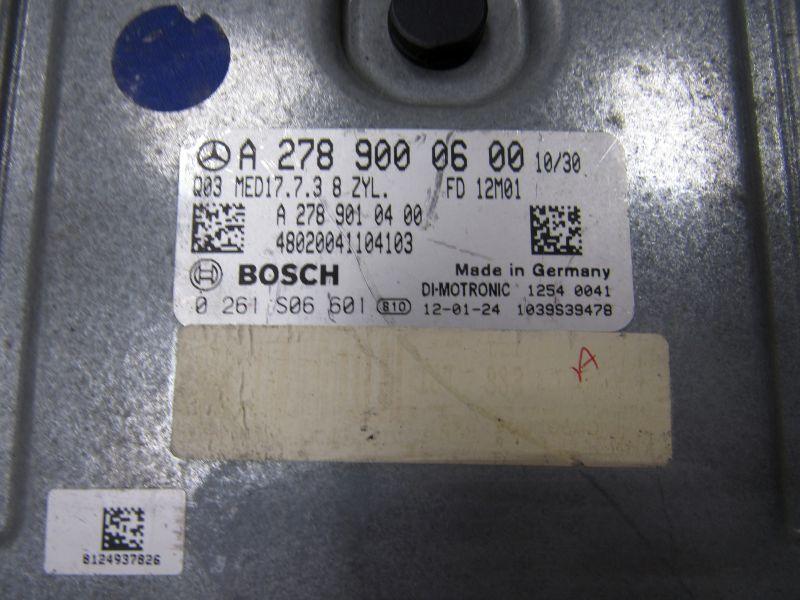 A 278 900 06 00 10/30
Q03 MED17.7.3 8 ZYL. FD 12M01
A 278 901 04 00
48020041104103
BOSCH Made in Germany
DI-MOTRONIC 1254 0041
0 261 S06 601 S10 12-01-24 1039S39478
A
8124937826